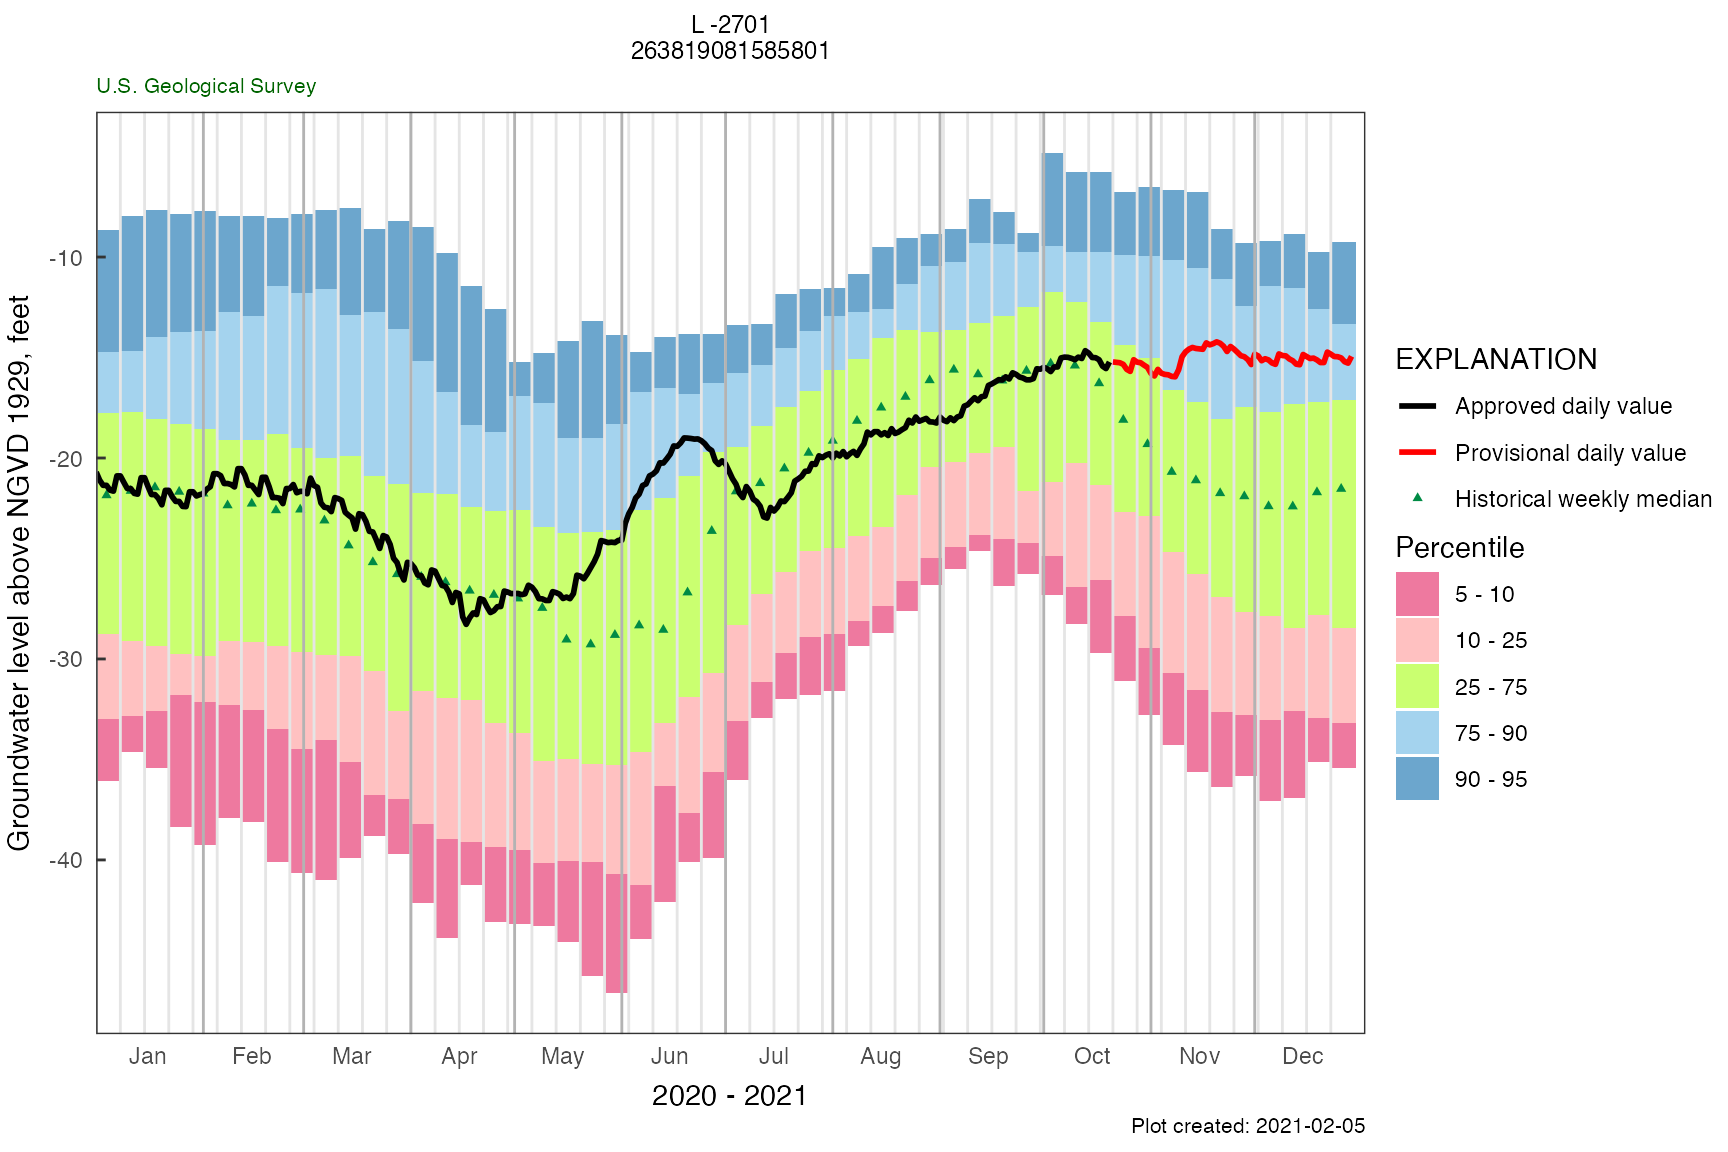 L -2701
263819081585801
U.S. Geological Survey
Groundwater level above NGVD 1929, feet
-10
-20
-30
-40
Jan Feb Mar Apr May Jun Jul Aug Sep Oct Nov Dec
2020 - 2021
Plot created: 2021-02-05
EXPLANATION
Approved daily value
Provisional daily value
Historical weekly median
Percentile
5 - 10
10 - 25
25 - 75
75 - 90
90 - 95